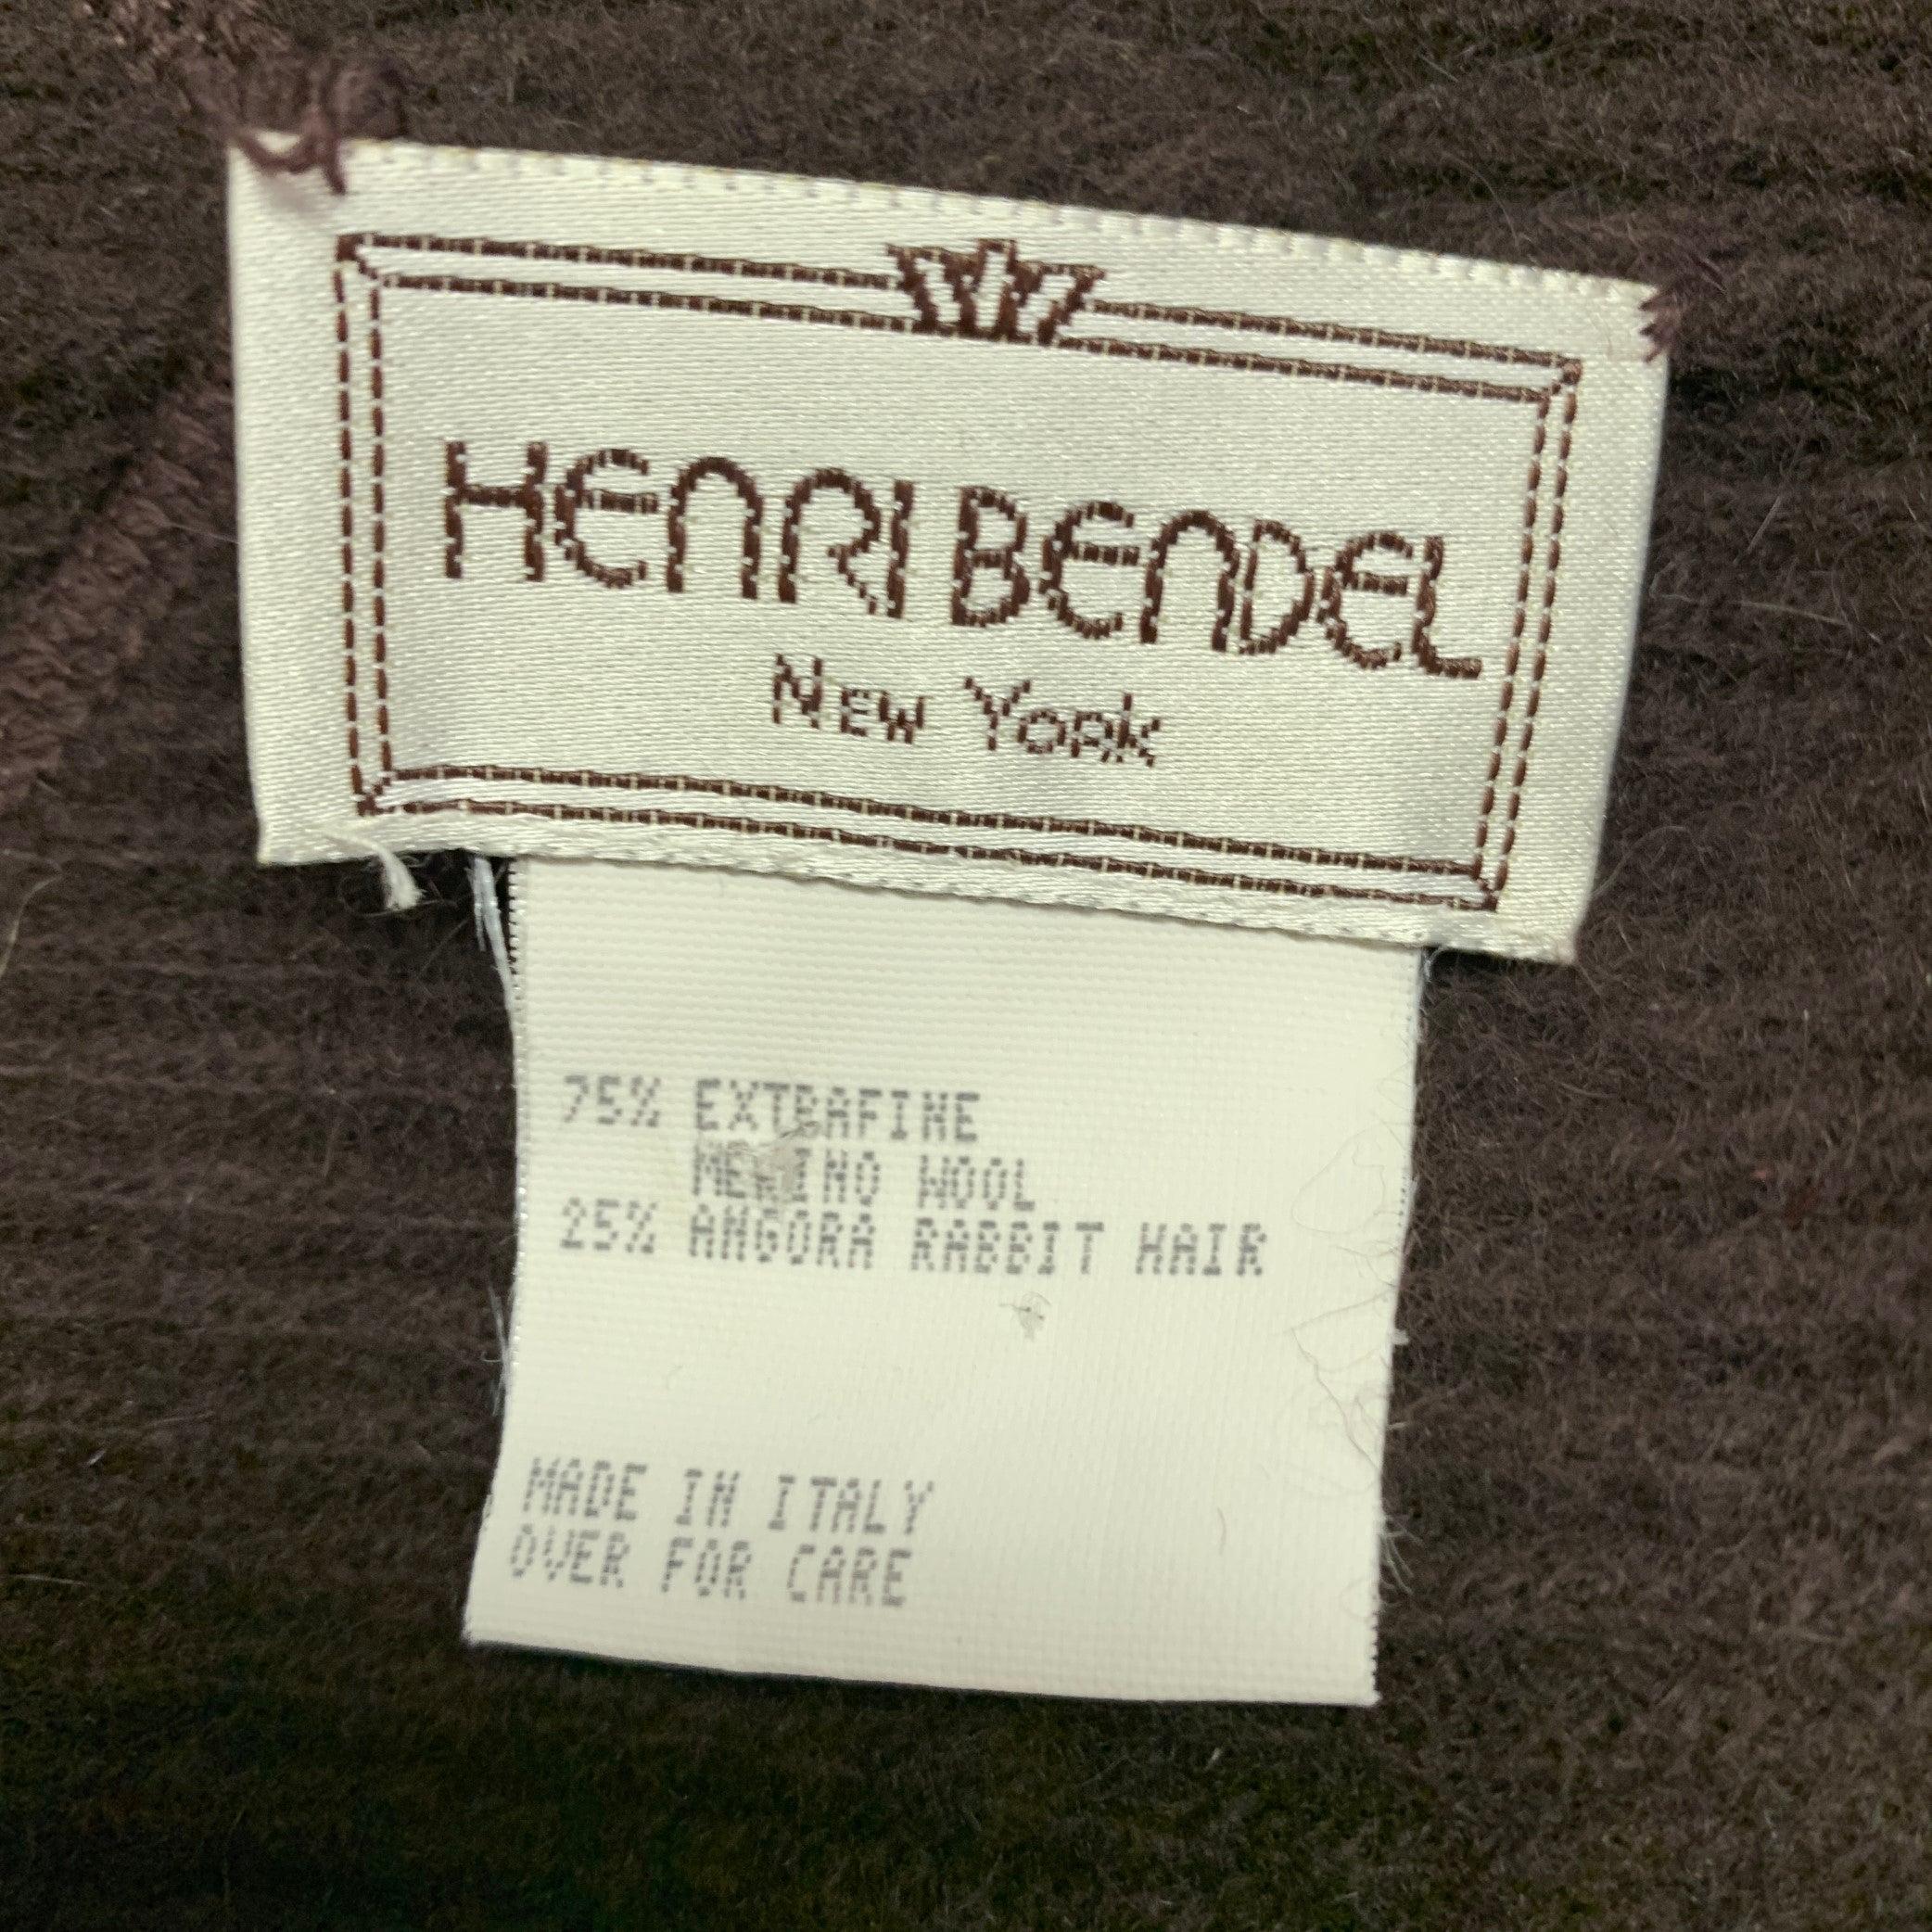 HENRI BENDEL
NEW YORK
75% EXTRAFINE
MERINO WOOL
25% ANGORA RABBIT HAIR
MADE IN ITALY
OVER FOR CARE